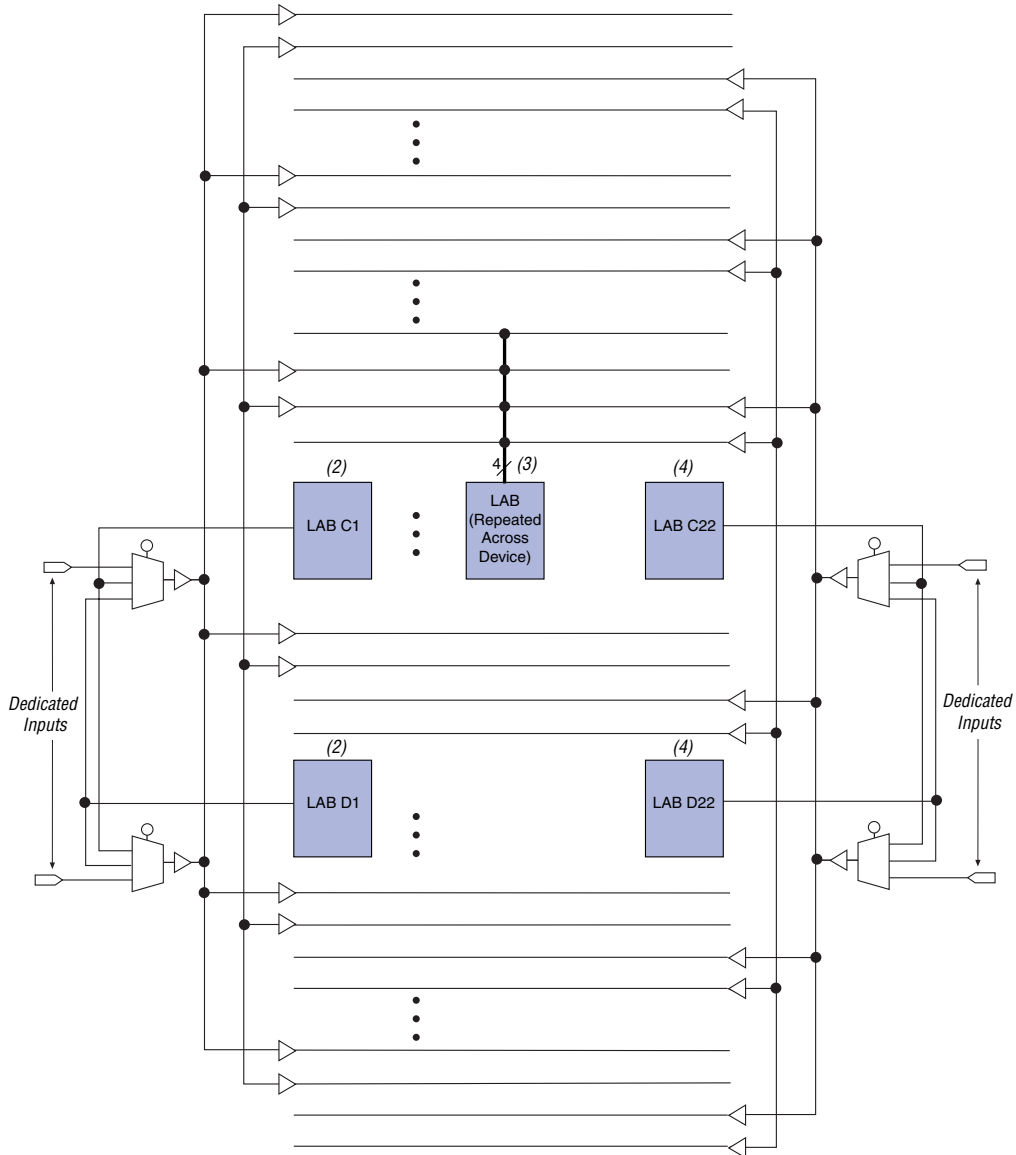 4
(3)
(2)
(4)
LAB C1
LAB
(Repeated
Across
Device)
LAB C22
Dedicated
Inputs
Dedicated
Inputs
(2)
(4)
LAB D1
LAB D22